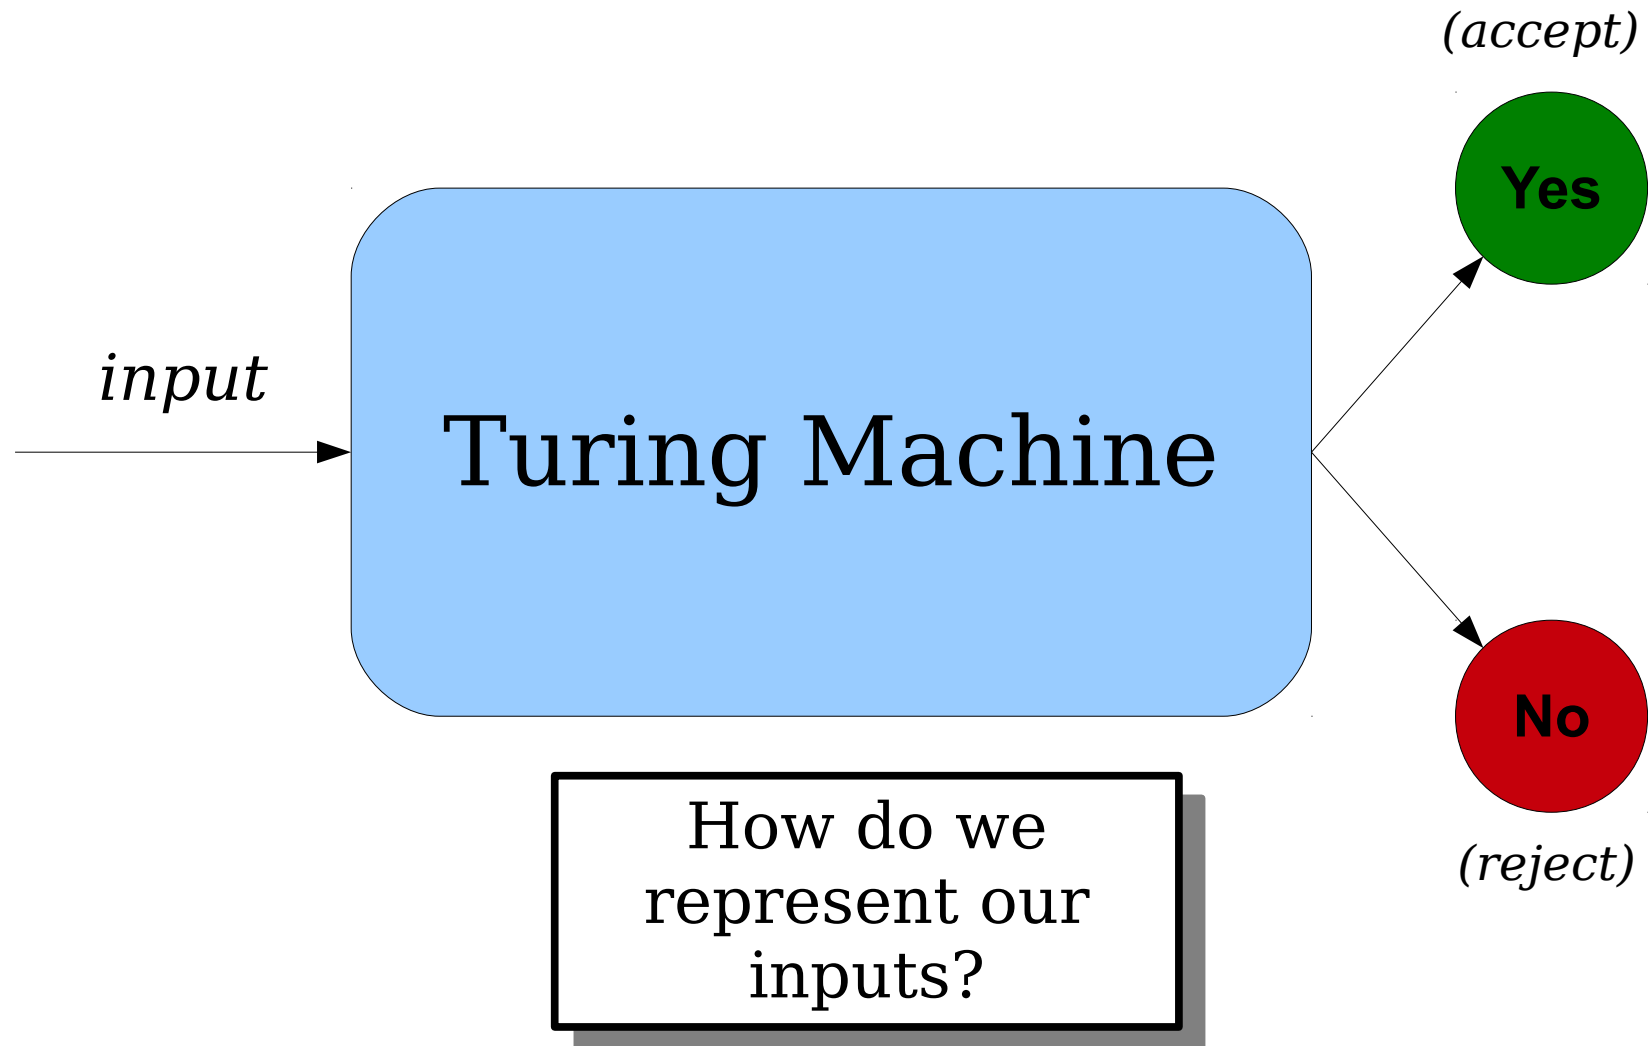 (accept)
Yes
input
Turing Machine
No
How do we
represent our
inputs?
(reject)